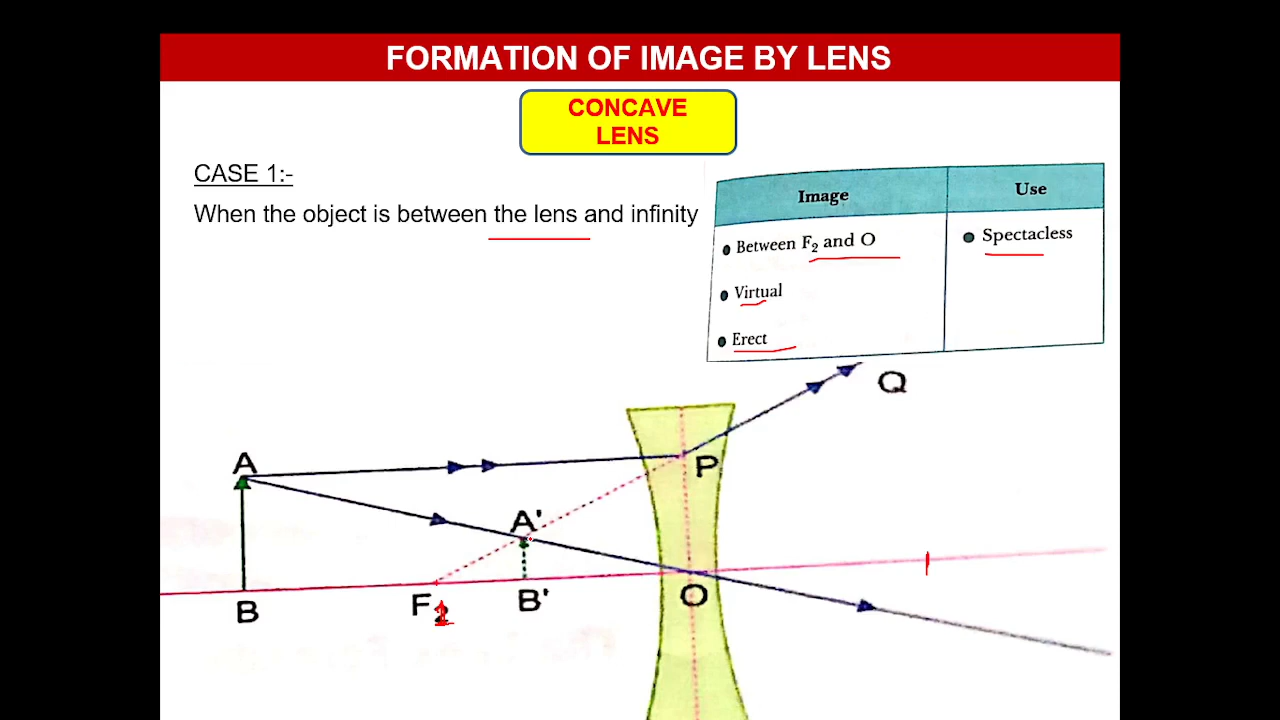 FORMATION OF IMAGE BY LENS
CONCAVE
LENS
CASE 1:-
When the object is between the lens and infinity
Image
Use
Between F₂ and O
Spectacless
Virtual
Erect
Q
A
P
A'
B
F
B'
O